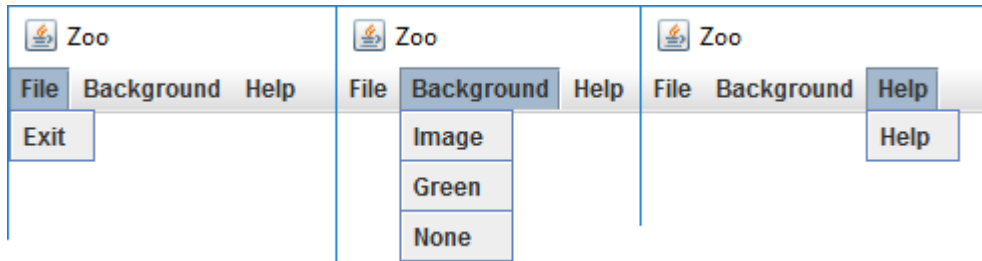 Zoo
File Background Help
Exit
Zoo
File Background Help
Image
Green
None
Zoo
File Background Help
Help